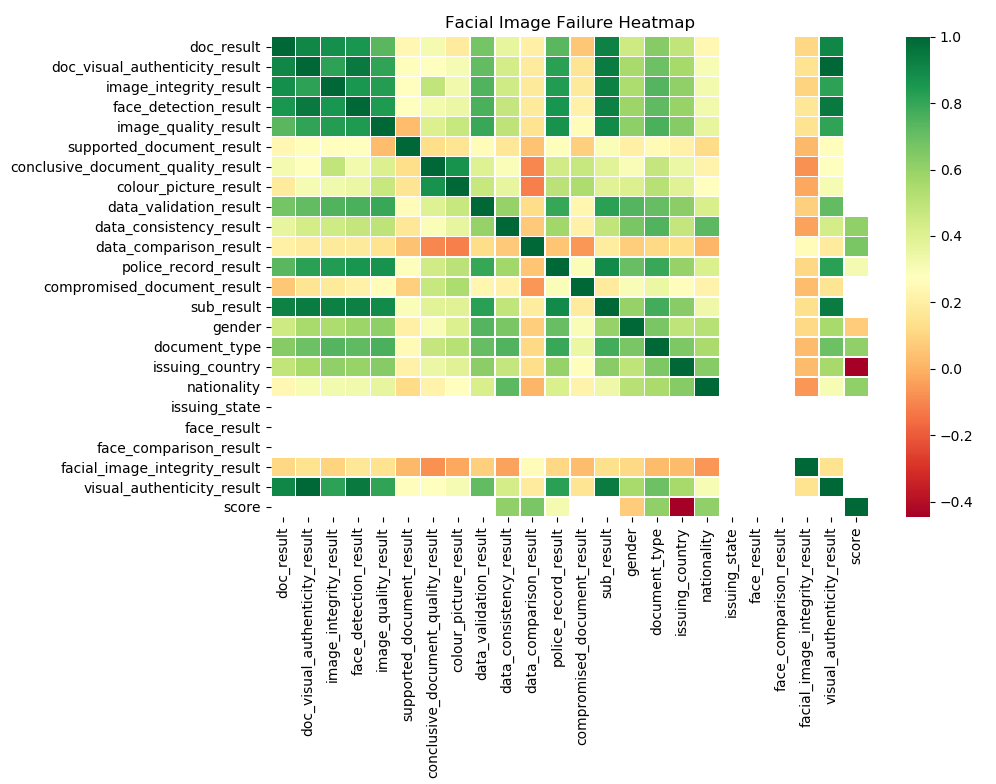 Facial Image Failure Heatmap
doc_result
doc_visual_authenticity_result
image_integrity_result
face_detection_result
image_quality_result
supported_document_result
conclusive_document_quality_result
colour_picture_result
data_validation_result
data_consistency_result
data_comparison_result
police_record_result
compromised_document_result
sub_result
gender
document_type
issuing_country
nationality
issuing_state
face_result
face_comparison_result
facial_image_integrity_result
visual_authenticity_result
score
doc_result
doc_visual_authenticity_result
image_integrity_result
face_detection_result
image_quality_result
supported_document_result
conclusive_document_quality_result
colour_picture_result
data_validation_result
data_consistency_result
data_comparison_result
police_record_result
compromised_document_result
sub_result
gender
document_type
issuing_country
nationality
issuing_state
face_result
face_comparison_result
facial_image_integrity_result
visual_authenticity_result
score
1.0
0.8
0.6
0.4
0.2
0.0
−0.2
−0.4